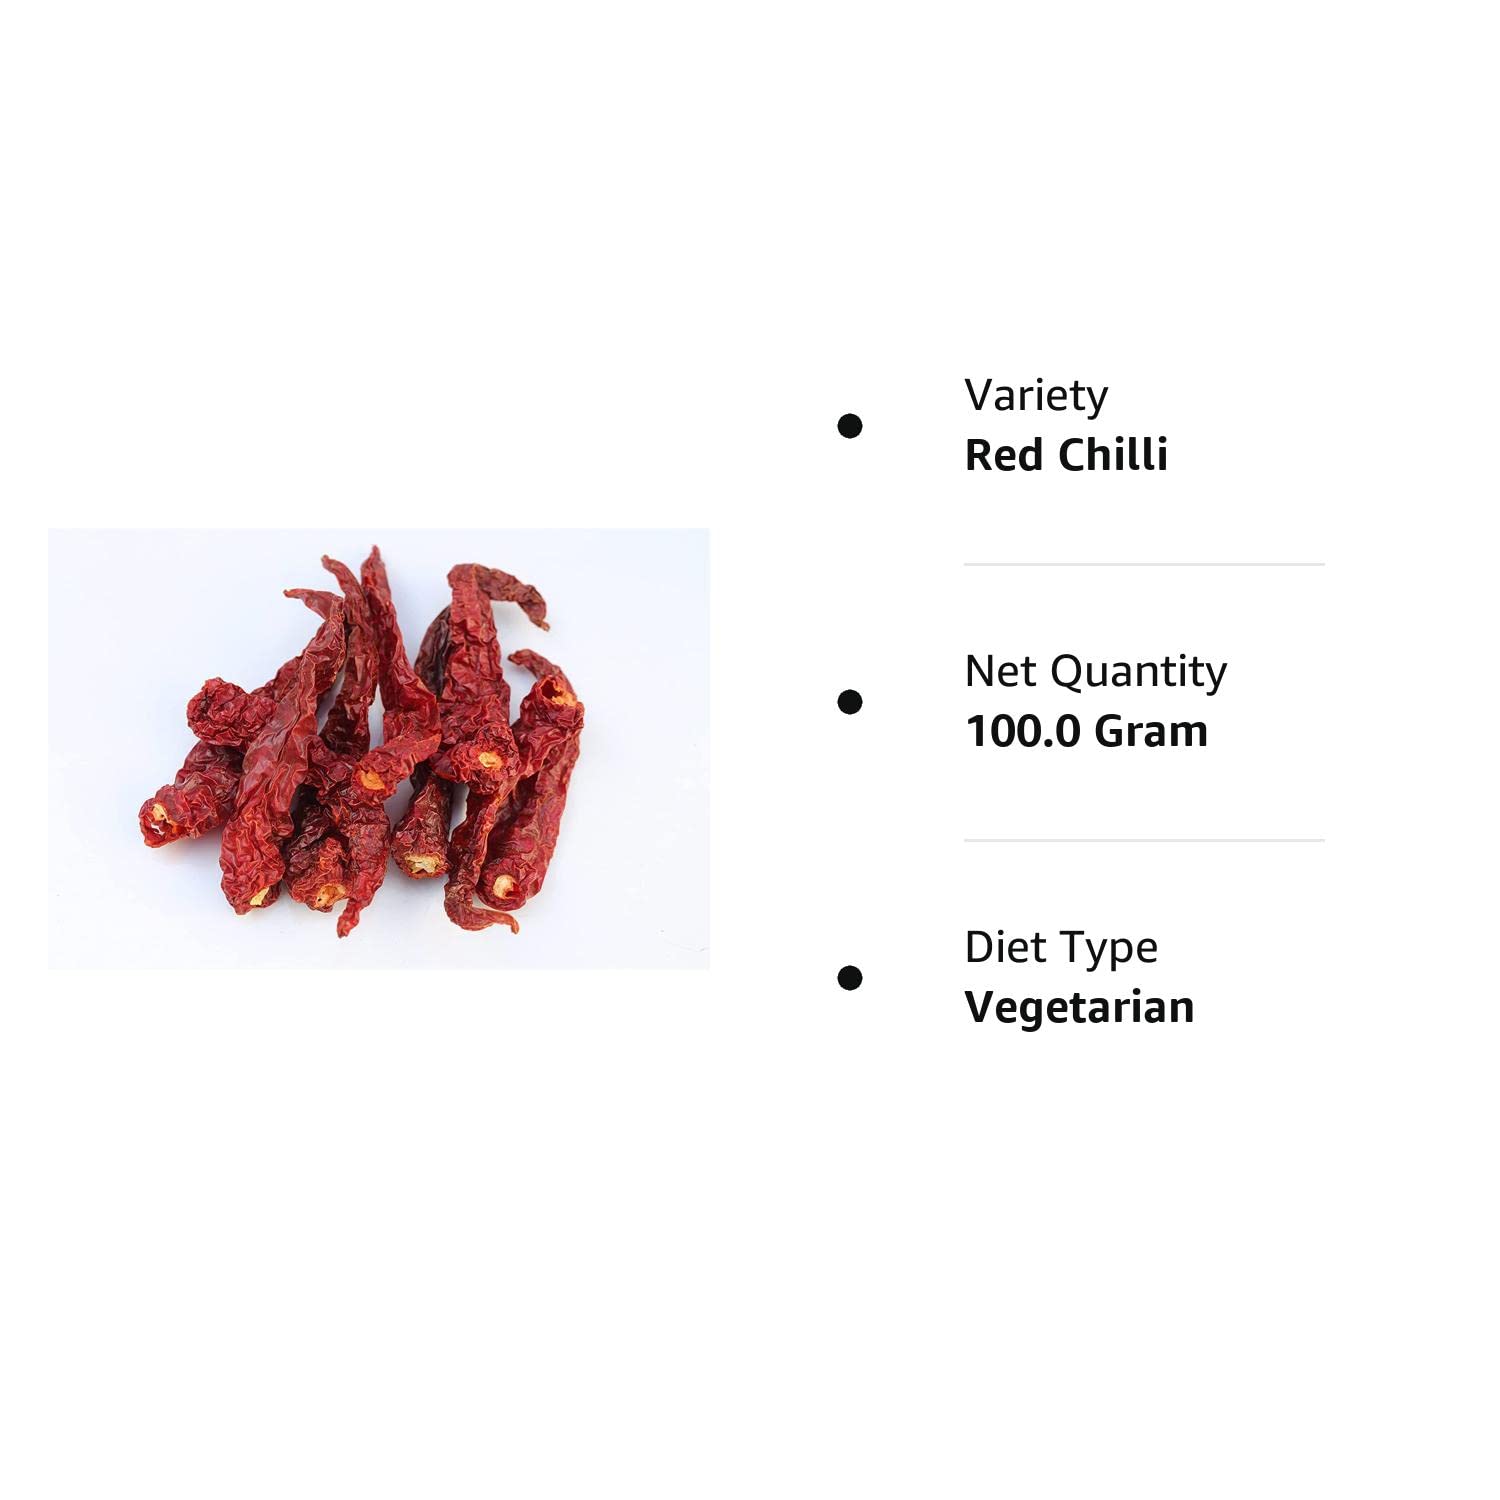 Variety
Red Chilli
Net Quantity
100.0 Gram
Diet Type
Vegetarian